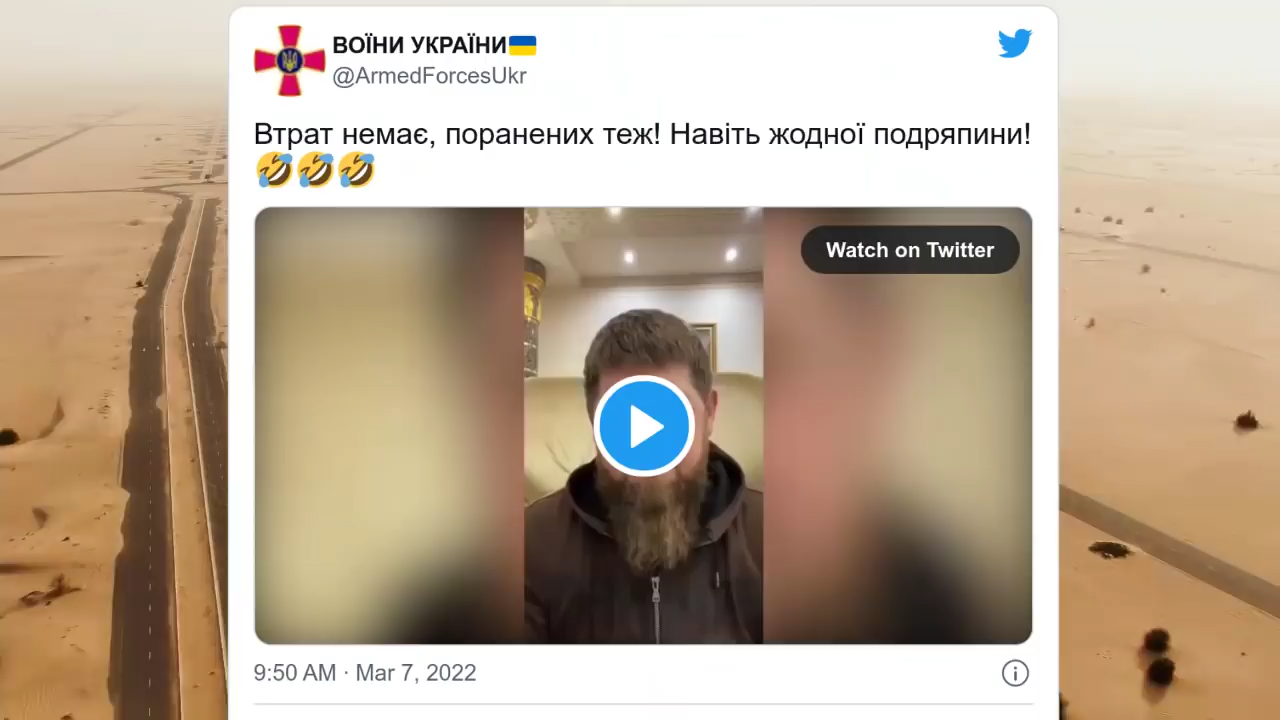 ВОЇНИ УКРАЇНИ🇺🇦
@ArmedForcesUkr
Втрат немає, поранених теж! Навіть жодної подряпини!
🤣🤣🤣
Watch on Twitter
9:50 AM · Mar 7, 2022